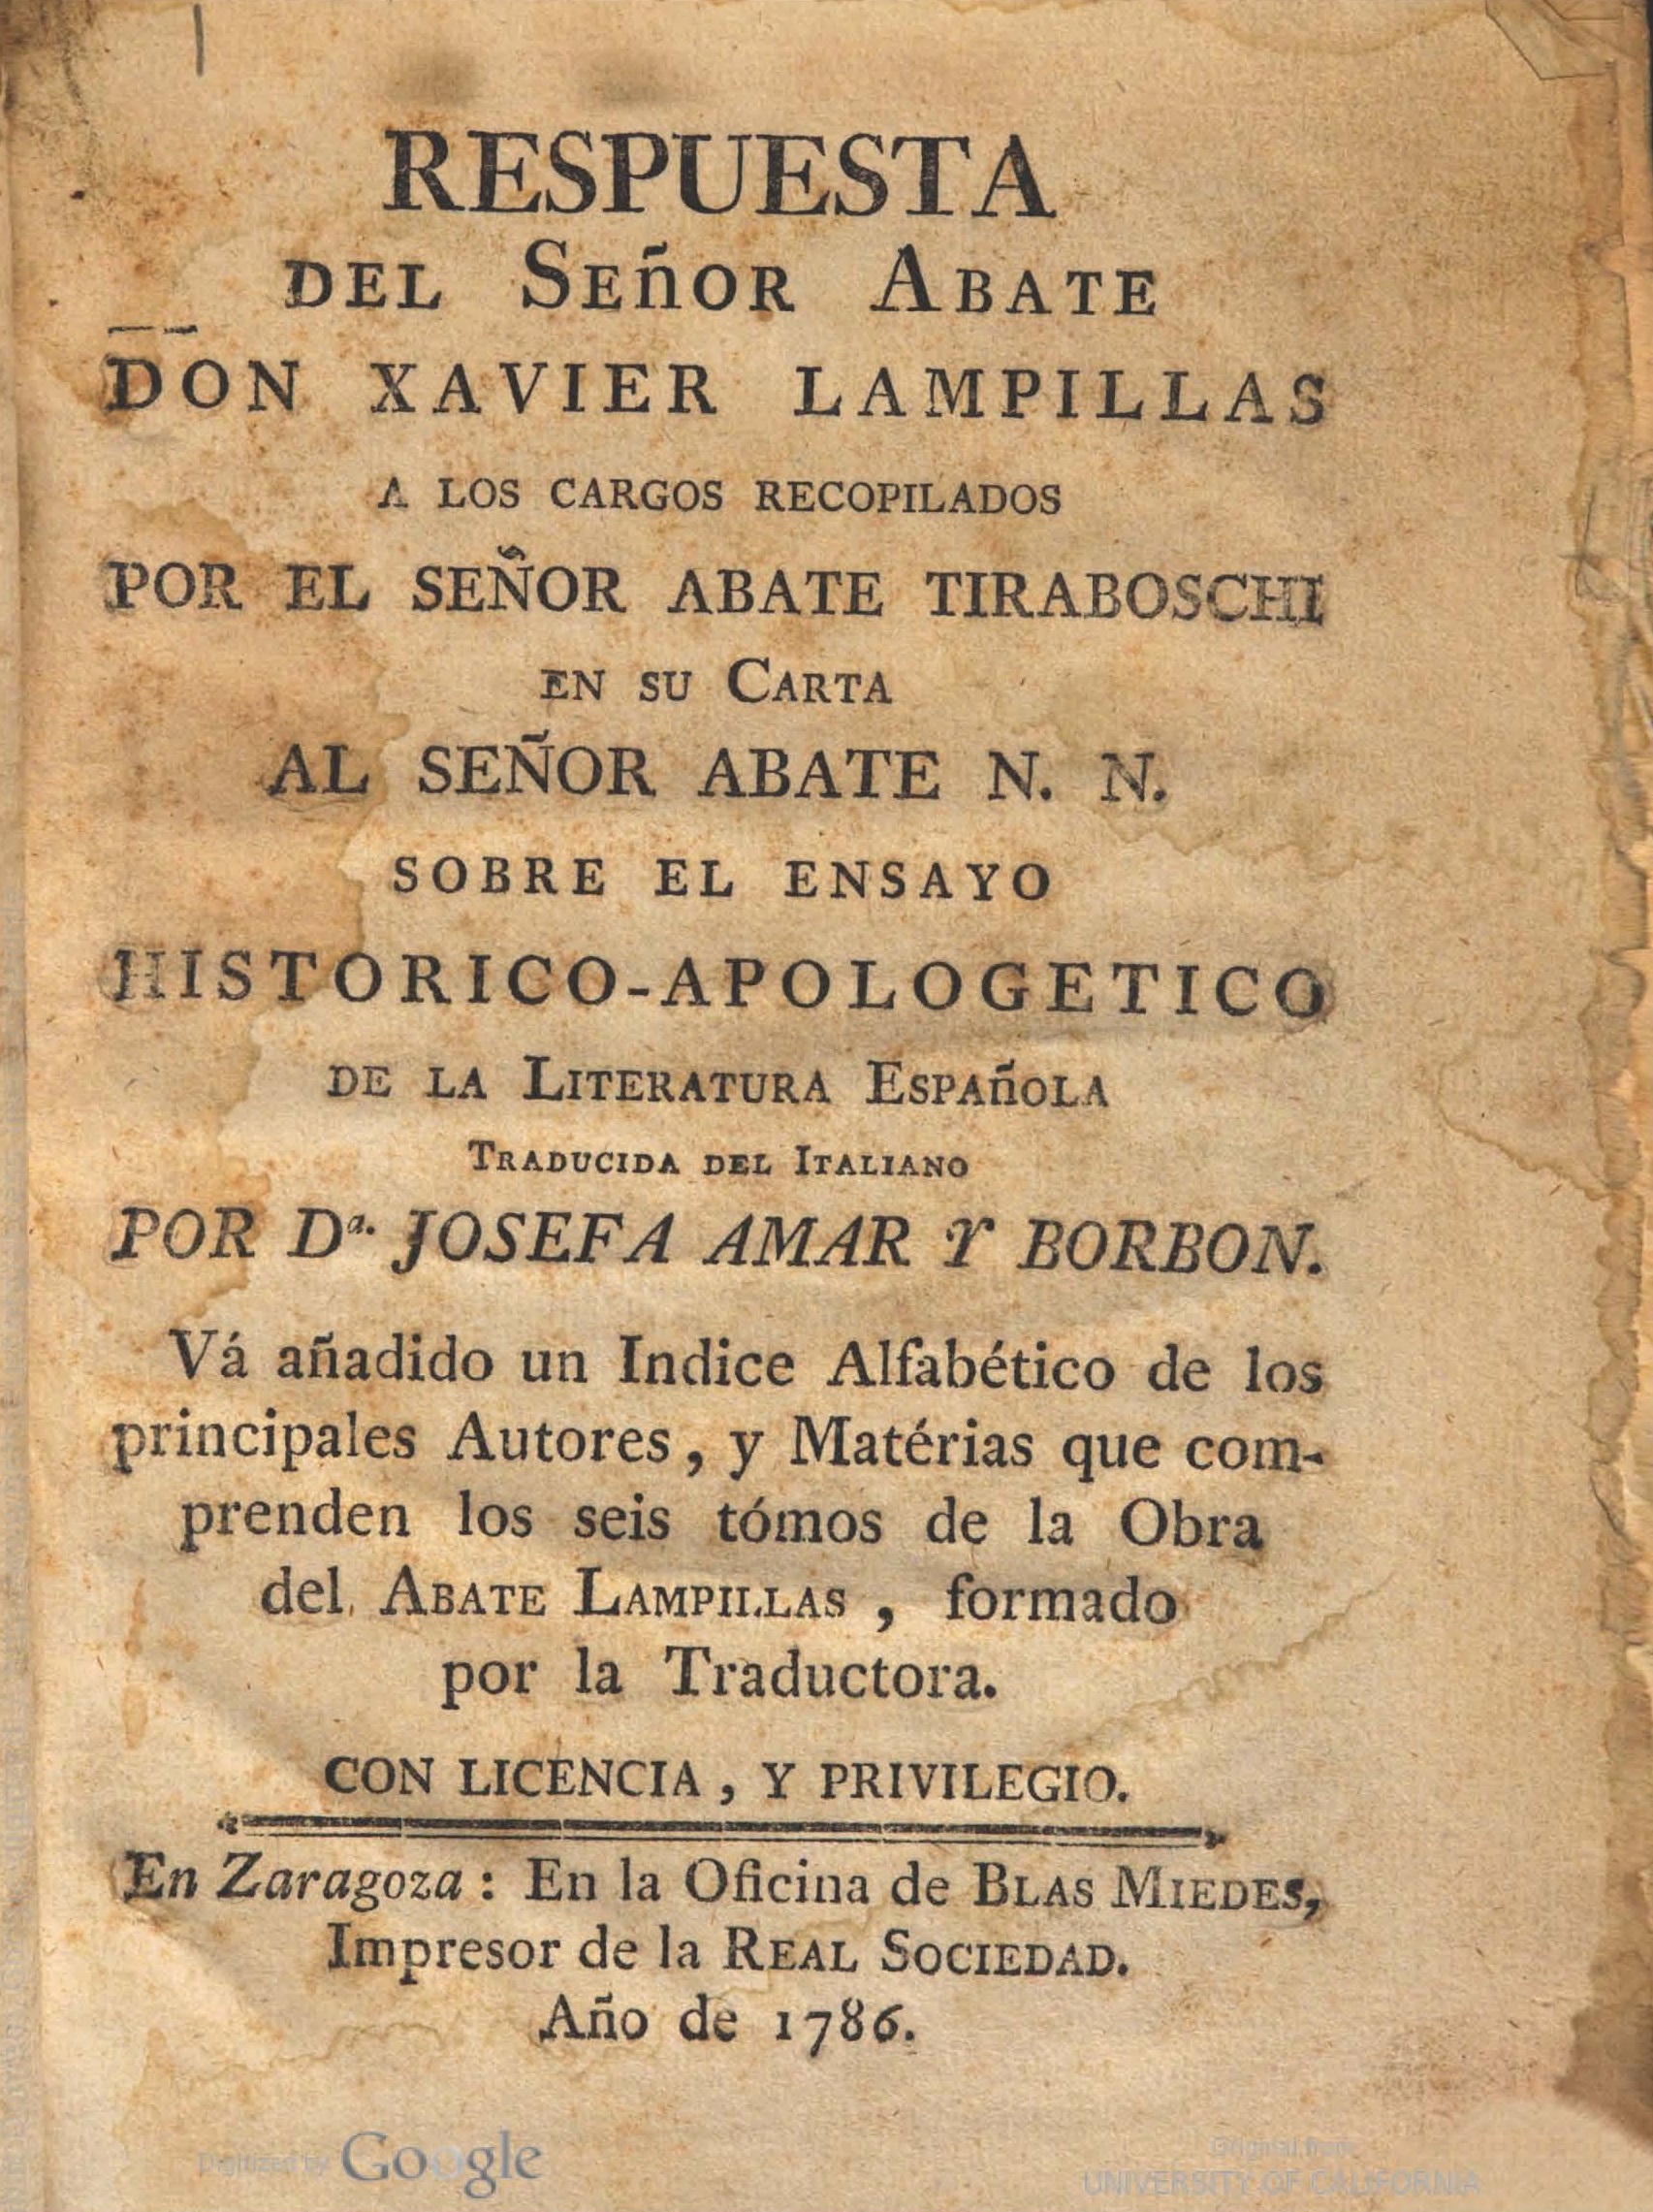 RESPUESTA
DEL SEñOR ABATE
DON XAVIER LAMPILLAS
A LOS CARGOS RECOPILADOS
POR EL SEÑOR ABATE TIRABOSCHI
EN SU CARTA
AL SEÑOR ABATE N. N.
SOBRE EL ENSAYO
HISTORICO-APOLOGETICO
DE LA LITERATURA ESPAñOLA
TRADUCIDA DEL ITALIANO
POR Dª. JOSEFA AMAR Y BORBON.
Vá añadido un Indice Alfabético de los
principales Autores, y Matérias que com-
prenden los seis tómos de la Obra
del ABATE LAMPILLAS, formado
por la Traductora.
CON LICENCIA, Y PRIVILEGIO.
En Zaragoza: En la Oficina de BLAS MIEDES,
Impresor de la REAL SOCIEDAD.
Año de 1786.
Digitized by Google
Original from
UNIVERSITY OF CALIFORNIA